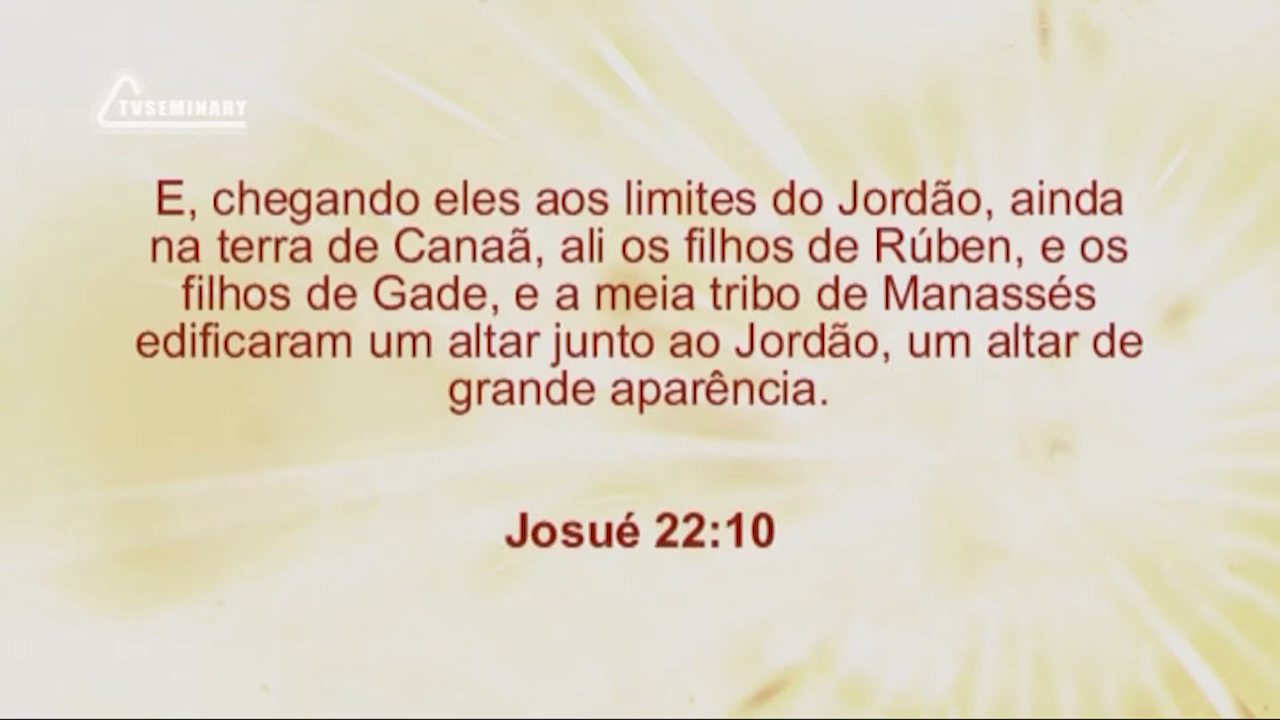 TVSEMINARY
E, chegando eles aos limites do Jordão, ainda
na terra de Canaã, ali os filhos de Rúben, e os
filhos de Gade, e a meia tribo de Manassés
edificaram um altar junto ao Jordão, um altar de
grande aparência.
Josué 22:10